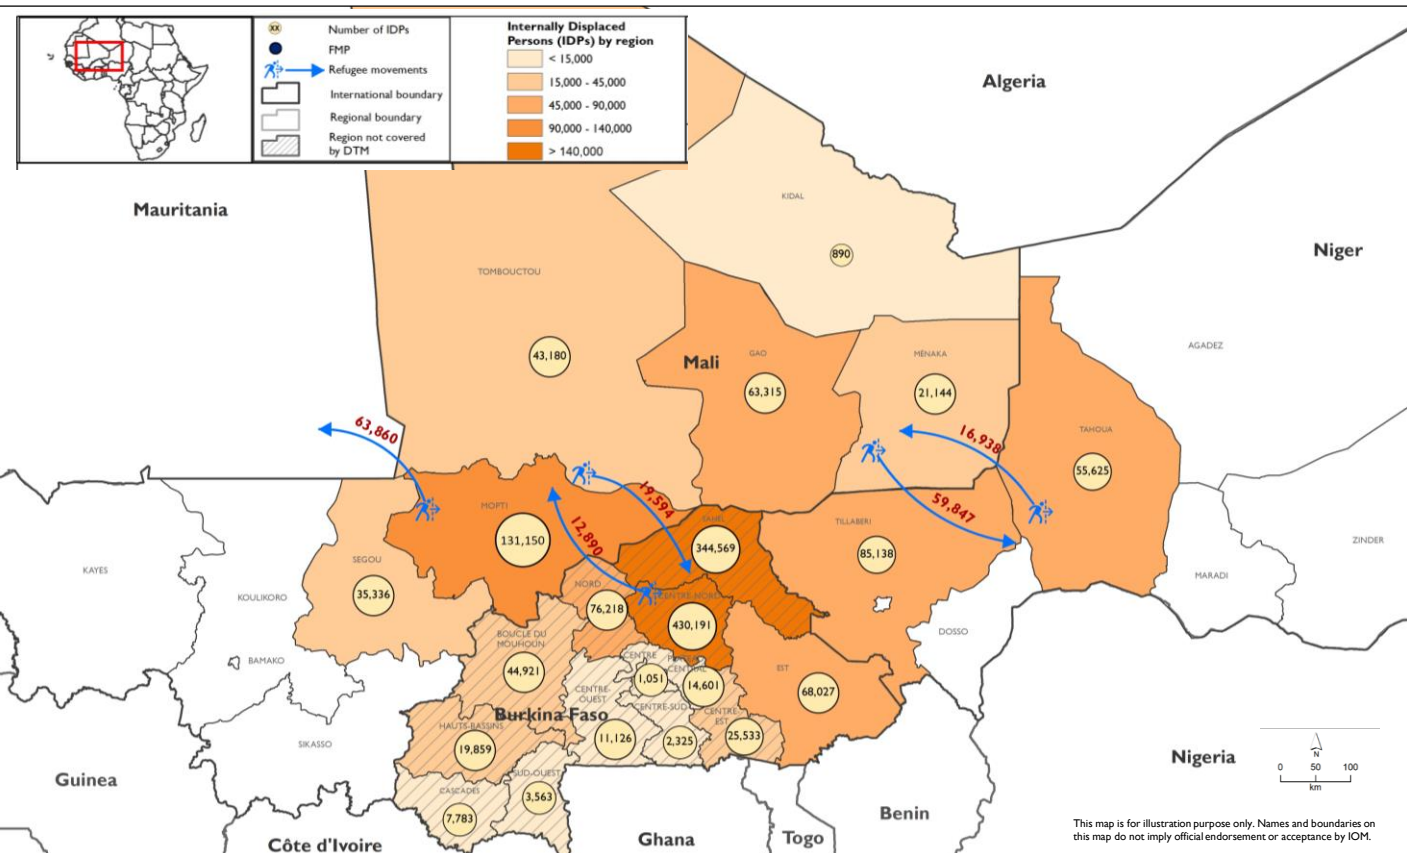 XX
Number of IDPs
FMP
Refugee movements
International boundary
Regional boundary
Region not covered
by DTM
Internally Displaced
Persons (IDPs) by region
< 15,000
15,000 - 45,000
45,000 - 90,000
90,000 - 140,000
> 140,000
Algeria
Mauritania
KIDAL
890
Niger
TOMBOUCTOU
43,180
Mali
GAO
63,315
MÉNAKA
21,144
AGADEZ
63,860
16,938
TAHOUA
55,625
MOPTI
131,150
19,594
12,890
59,847
SAHEL
344,569
TILLABERI
85,138
ZINDER
MARADI
KAYES
KOULIKORO
SEGOU
35,336
NORD
76,218
CENTRE-NORD
430,191
DOSSO
BAMAKO
BOUCLE DU
MOUHOUN
44,921
CENTRE
1,051
CENTRAL
14,601
EST
68,027
CENTRE-
OUEST
11,126
CENTRE-SUD
2,325
CENTRE-
EST
25,533
Burkina Faso
HAUTS-BASSINS
19,859
SIKASSO
Guinea
SUD-OUEST
3,563
CASCADES
7,783
Nigeria
N
0 50 100
km
Benin
Côte d'Ivoire
Ghana
Togo
This map is for illustration purpose only. Names and boundaries on
this map do not imply official endorsement or acceptance by IOM.